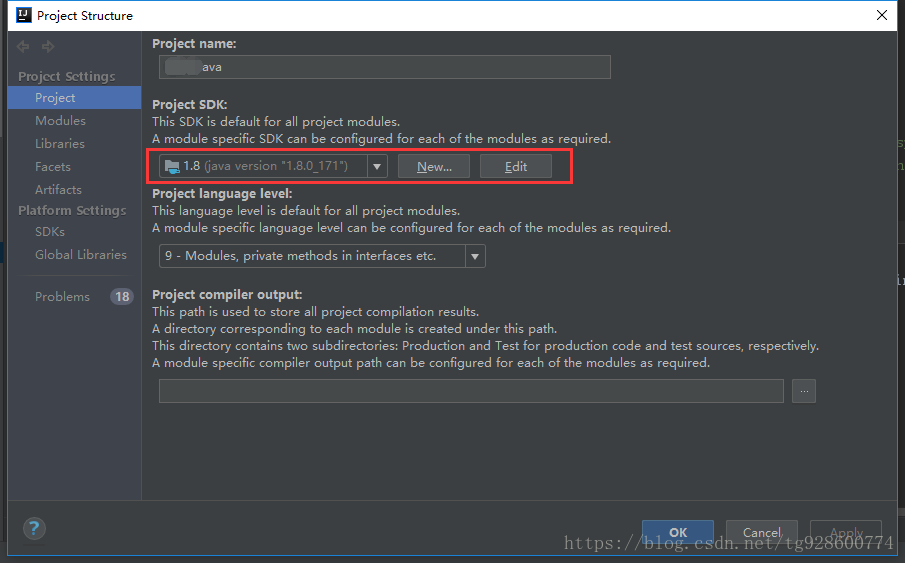 Project Structure
Project name:
ava
Project Settings
Project
Modules
Libraries
Facets
Artifacts
Platform Settings
SDKs
Global Libraries
Problems 18
Project SDK:
This SDK is default for all project modules.
A module specific SDK can be configured for each of the modules as required.
1.8 (java version "1.8.0_171") New... Edit
Project language level:
This language level is default for all project modules.
A module specific language level can be configured for each of the modules as required.
9 - Modules, private methods in interfaces etc.
Project compiler output:
This path is used to store all project compilation results.
A directory corresponding to each module is created under this path.
This directory contains two subdirectories: Production and Test for production code and test sources, respectively.
A module specific compiler output path can be configured for each of the modules as required.
...
? OK Cancel Apply
https://blog.csdn.net/tg928600774